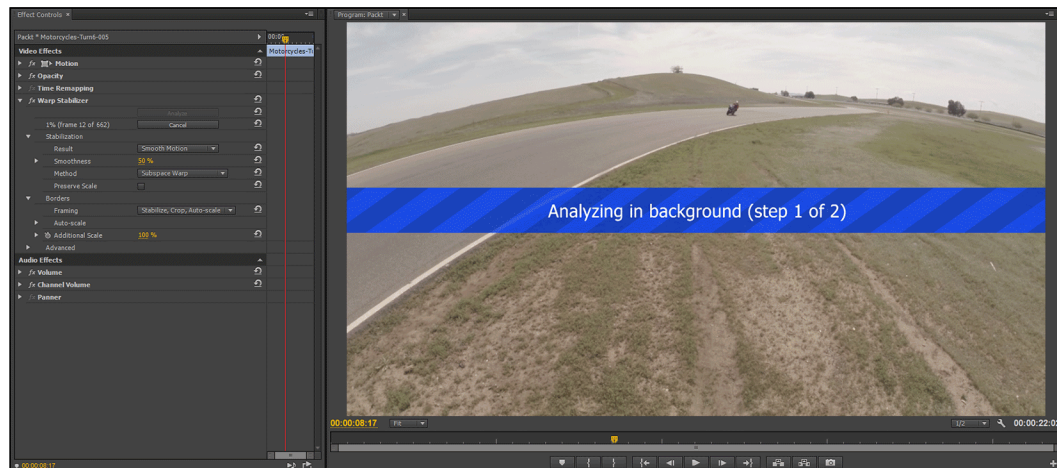 Effect Controls ×
Packt * Motorcycles-Turn6-005
Video Effects
Motorcycles-Tu
fx Motion
fx Opacity
fx Time Remapping
fx Warp Stabilizer
Analyze
1% (frame 12 of 662) Cancel
Stabilization
Result Smooth Motion
Smoothness 50 %
Method Subspace Warp
Preserve Scale
Borders
Framing Stabilize, Crop, Auto-scale
Auto-scale
Additional Scale 100 %
Advanced
Audio Effects
fx Volume
fx Channel Volume
Panner
00:00:08:17
Program: Packt ×
Analyzing in background (step 1 of 2)
00:00:08:17 Fit 1/2